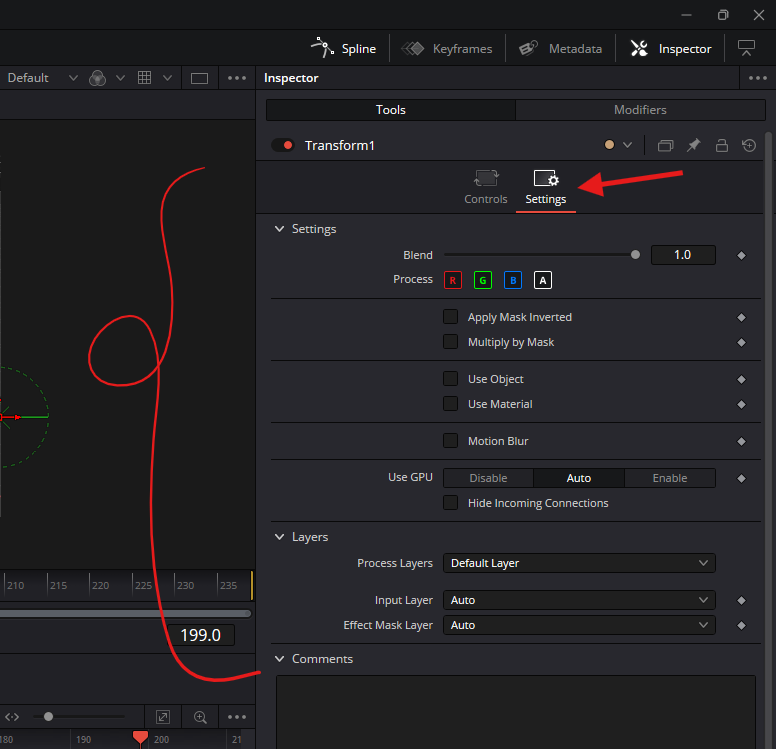 Spline Keyframes Metadata Inspector
Default Inspector
Tools Modifiers
Transform1
Controls Settings
Settings
Blend 1.0
Process R G B A
Apply Mask Inverted
Multiply by Mask
Use Object
Use Material
Motion Blur
Use GPU Disable Auto Enable
Hide Incoming Connections
Layers
Process Layers Default Layer
210 215 220 225 230 235
Input Layer Auto
Effect Mask Layer Auto
199.0
Comments
180 190 200 21